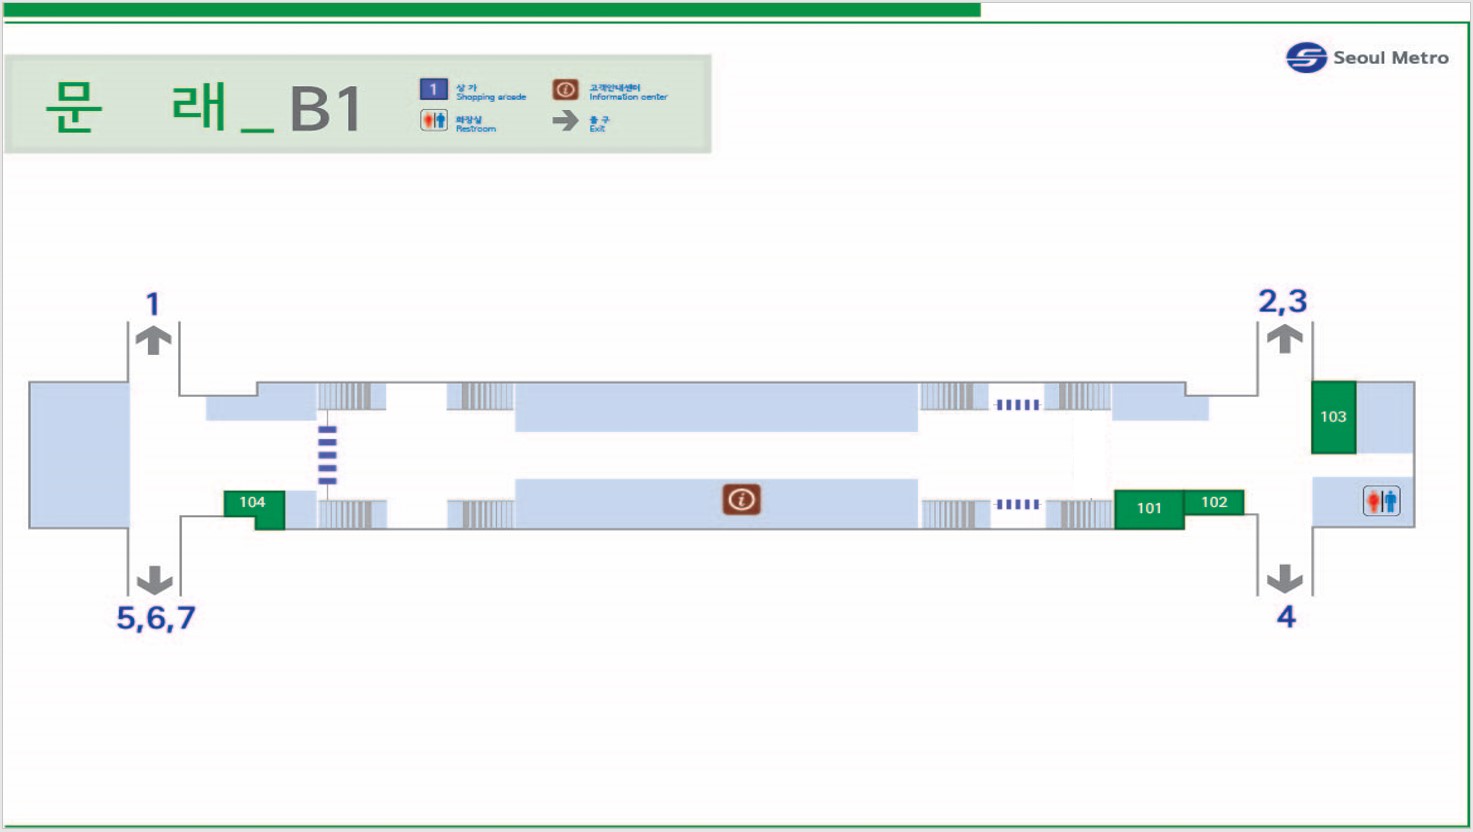 Seoul Metro
문 래_B1
1 상 가
Shopping arcade
고객안내센터
Information center
화장실
Restroom
출 구
Exit
1
2,3
103
104
101
102
5,6,7
4